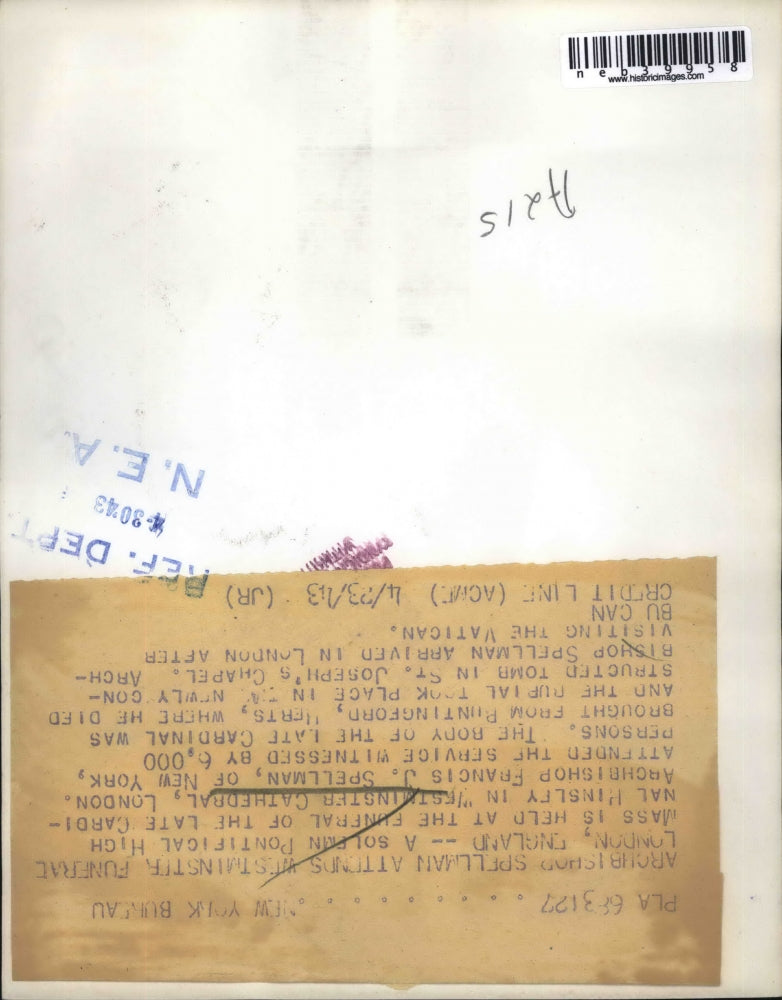 neb39958
www.historicimages.com
A215
REF. DEPT
4-3043
N.E.A.
PLA 683127 . . . . . . . . . . . NEW YORK BUREAU
ARCHBISHOP SPELLMAN ATTENDS WESTMINSTER FUNERAL
LONDON, ENGLAND -- A SOLEMN PONTIFICAL HIGH
MASS IS HELD AT THE FUNERAL OF THE LATE CARDI-
NAL HINSLEY IN WESTMINSTER CATHEDRAL, LONDON.
ARCHBISHOP FRANCIS J. SPELLMAN, OF NEW YORK,
ATTENDED THE SERVICE WITNESSED BY 6,000
PERSONS. THE BODY OF THE LATE CARDINAL WAS
BROUGHT FROM BUNTINGFORD, HERTS, WHERE HE DIED
AND THE BURIAL TOOK PLACE IN A NEWLY CON-
STRUCTED TOMB IN ST. JOSEPH'S CHAPEL. ARCH-
BISHOP SPELLMAN ARRIVED IN LONDON AFTER
VISITING THE VATICAN.
BU CAN
CREDIT LINE (ACME) 4/23/43 (JR)